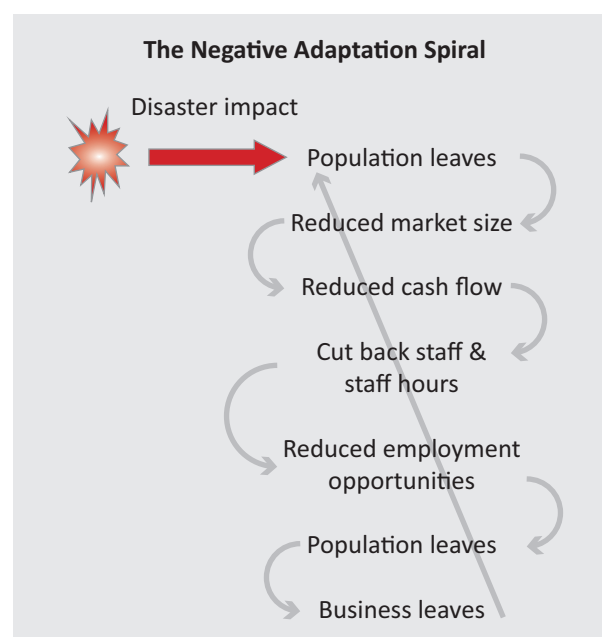 The Negative Adaptation Spiral
Disaster impact
Population leaves
Reduced market size
Reduced cash flow
Cut back staff &
staff hours
Reduced employment
opportunities
Population leaves
Business leaves